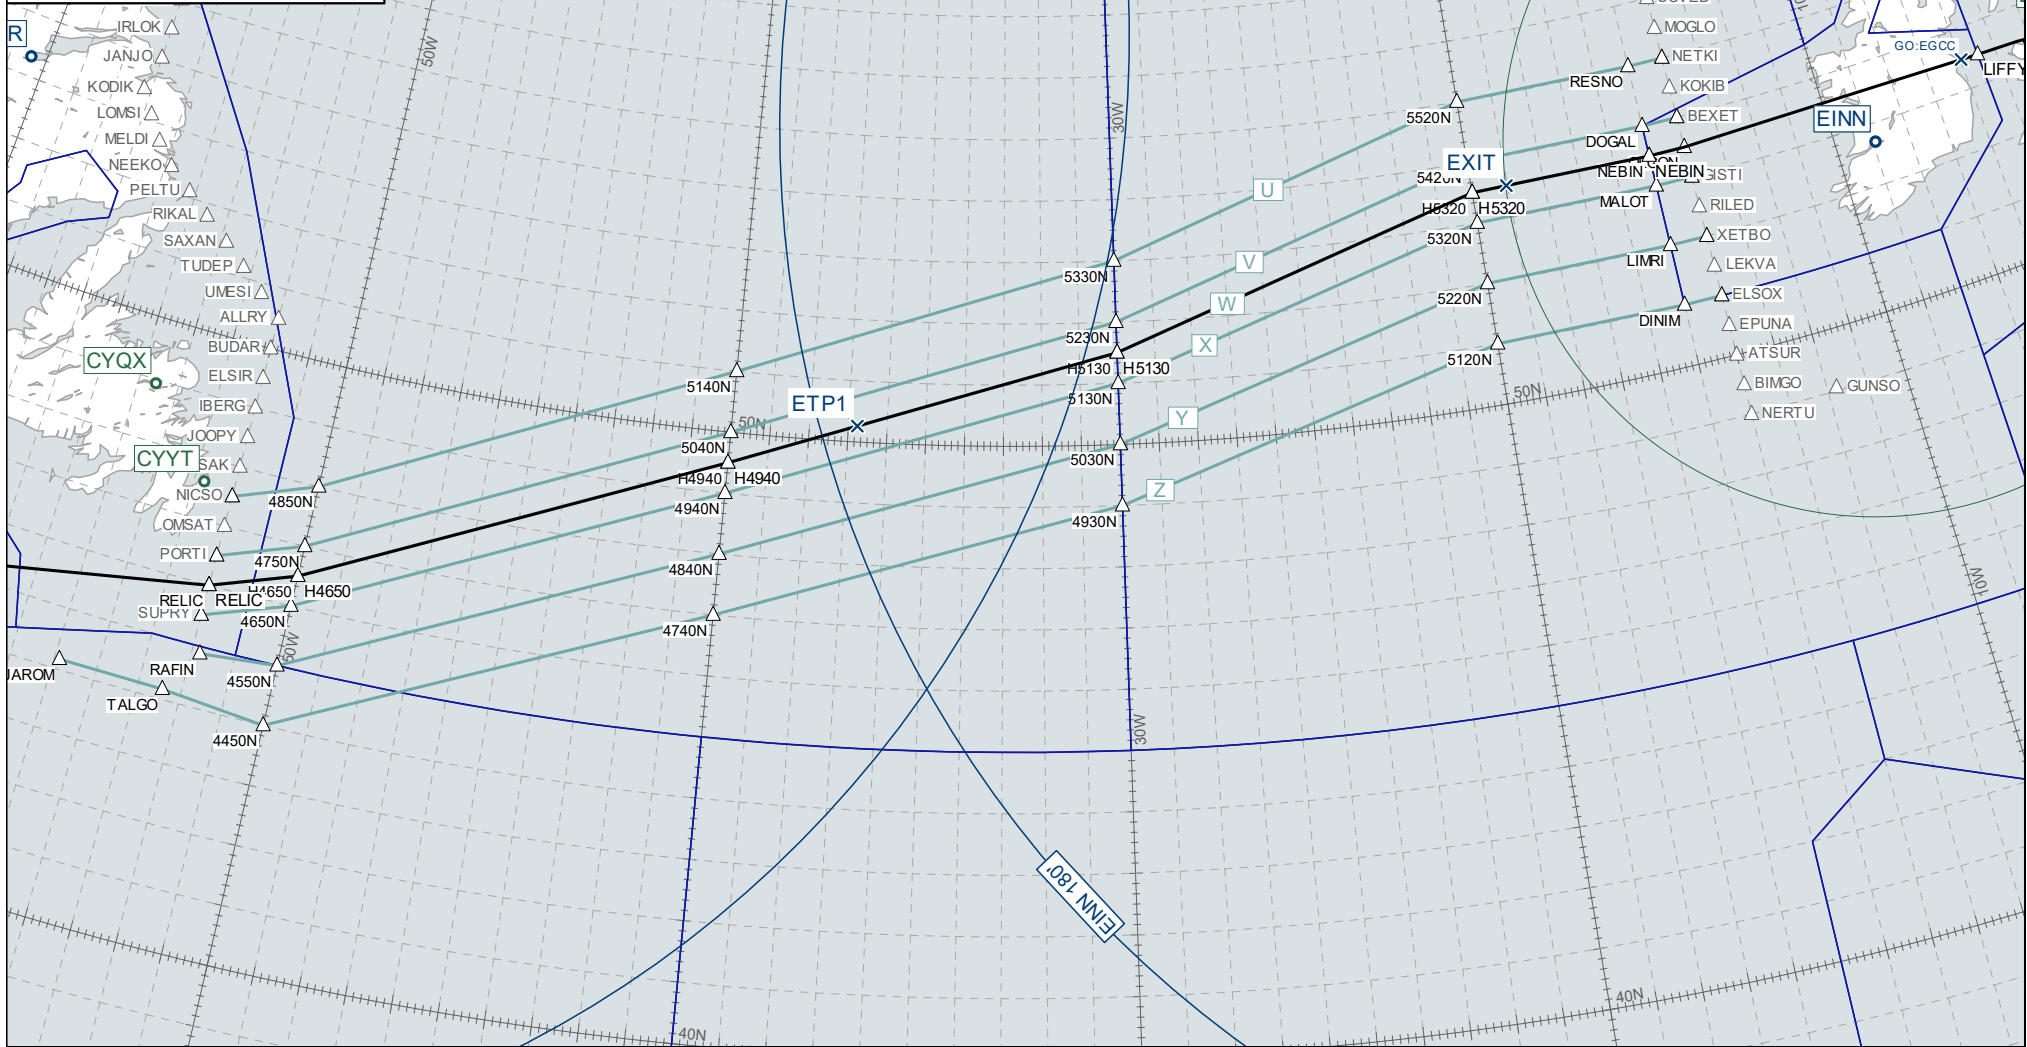 IRLOK
R
JANJO
KODIK
LOMSI
MELDI
NEEKO
PELTU
RIKAL
SAXAN
TUDEP
UMESI
ALLRY
BUDAR
CYQX
ELSIR
IBERG
JOOPY
CYYT
NICSO
OMSAT
PORTI
RELIC
RELIC
SUPRY
RAFIN
TALGO
50W
4850N
4750N
H4650
H4650
4650N
50W
4550N
4450N
5140N
50N
5040N
H4940
H4940
4940N
4840N
4740N
ETP1
30W
5330N
5230N
H5130
H5130
5130N
5030N
4930N
30W
U
V
W
X
Y
Z
EINN 180'
40N
5520N
EXIT
H5320
H5320
5320N
5220N
5120N
50N
MOGLO
NETKI
RESNO
KOKIB
BEXET
DOGAL
NEBIN
NEBIN
MALOT
RILED
XETBO
LIMRI
LEKVA
ELSOX
DINIM
EPUNA
ATSUR
BIMGO
GUNSO
NERTU
GO:EGCC
LIFFY
EINN
10W
40N